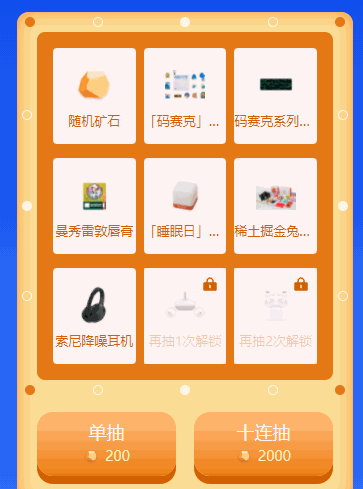 随机矿石
「码赛克」...
码赛克系列...
曼秀雷敦唇膏
「睡眠日」...
稀土掘金兔...
索尼降噪耳机
再抽1次解锁
再抽2次解锁
单抽
200
十连抽
2000